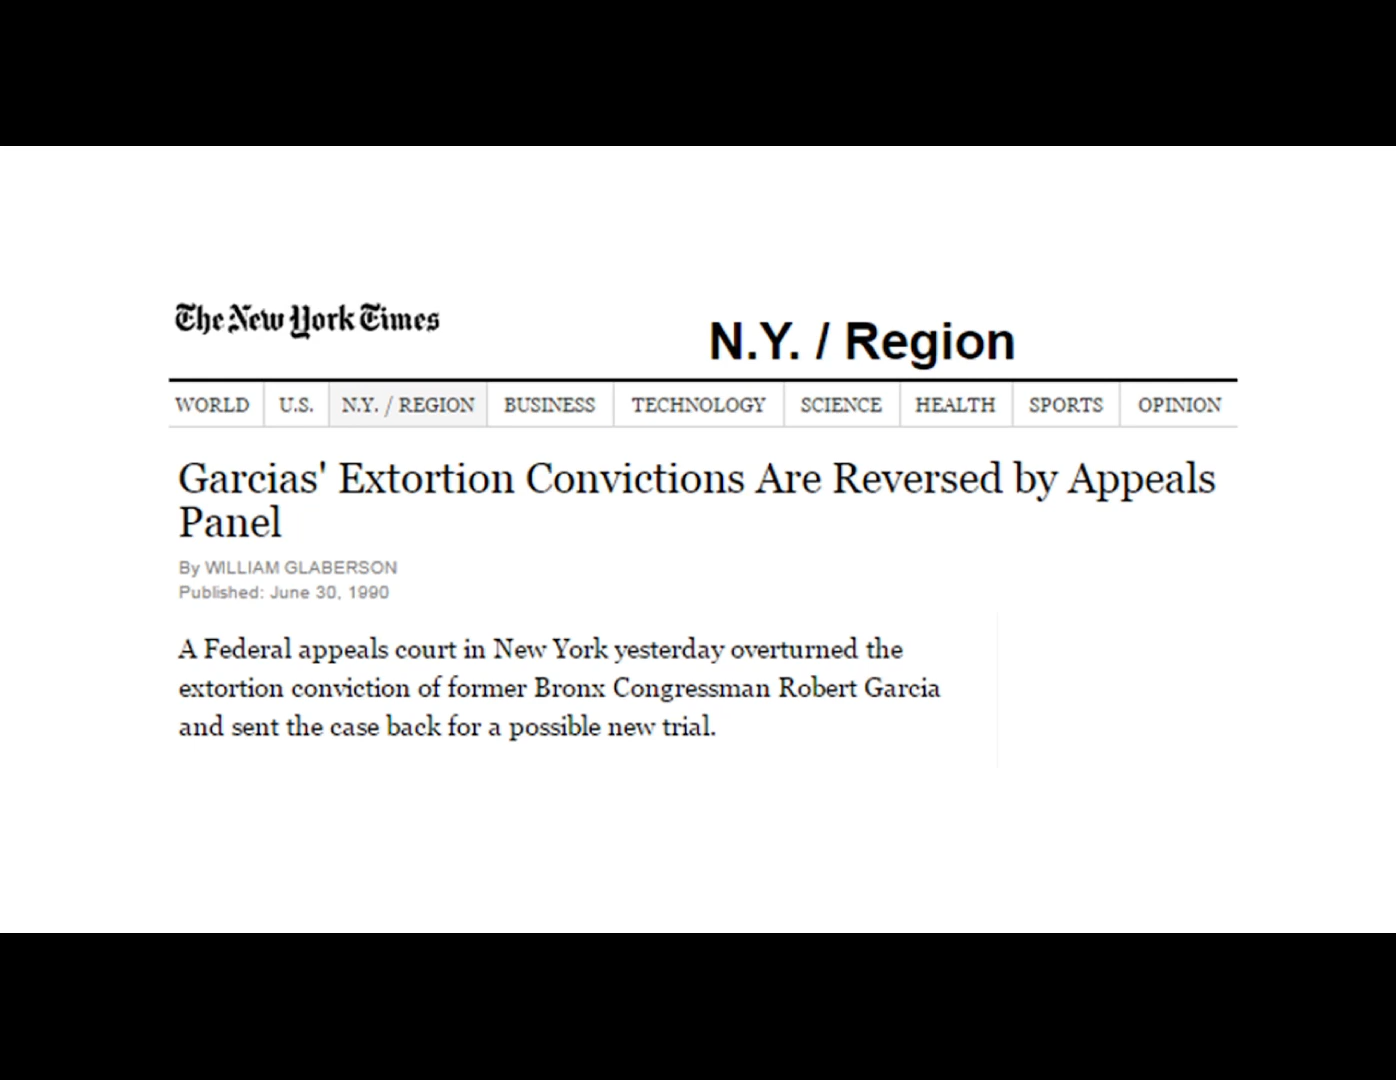 The New York Times
N.Y. / Region
WORLD U.S. N.Y. / REGION BUSINESS TECHNOLOGY SCIENCE HEALTH SPORTS OPINION
Garcias' Extortion Convictions Are Reversed by Appeals
Panel
By WILLIAM GLABERSON
Published: June 30, 1990
A Federal appeals court in New York yesterday overturned the
extortion conviction of former Bronx Congressman Robert Garcia
and sent the case back for a possible new trial.